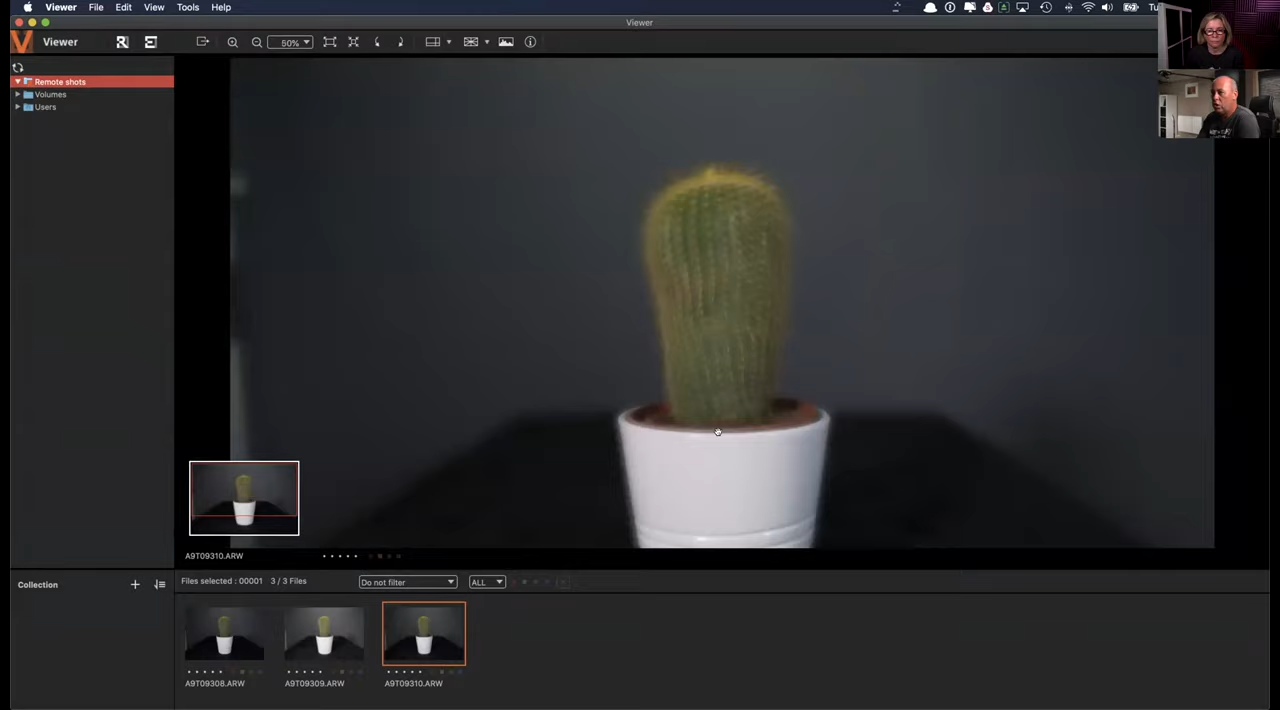 Viewer File Edit View Tools Help
Viewer
Viewer
50%
Remote shots
Volumes
Users
A9T09310.ARW
Collection
Files selected : 00001 3 / 3 Files
Do not filter
ALL
A9T09308.ARW
A9T09309.ARW
A9T09310.ARW